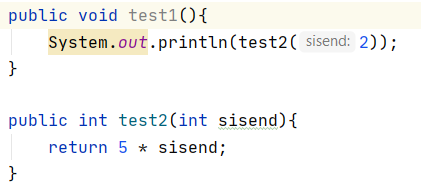 public void test1(){
System.out.println(test2( sisend: 2));
}
public int test2(int sisend){
return 5 * sisend;
}